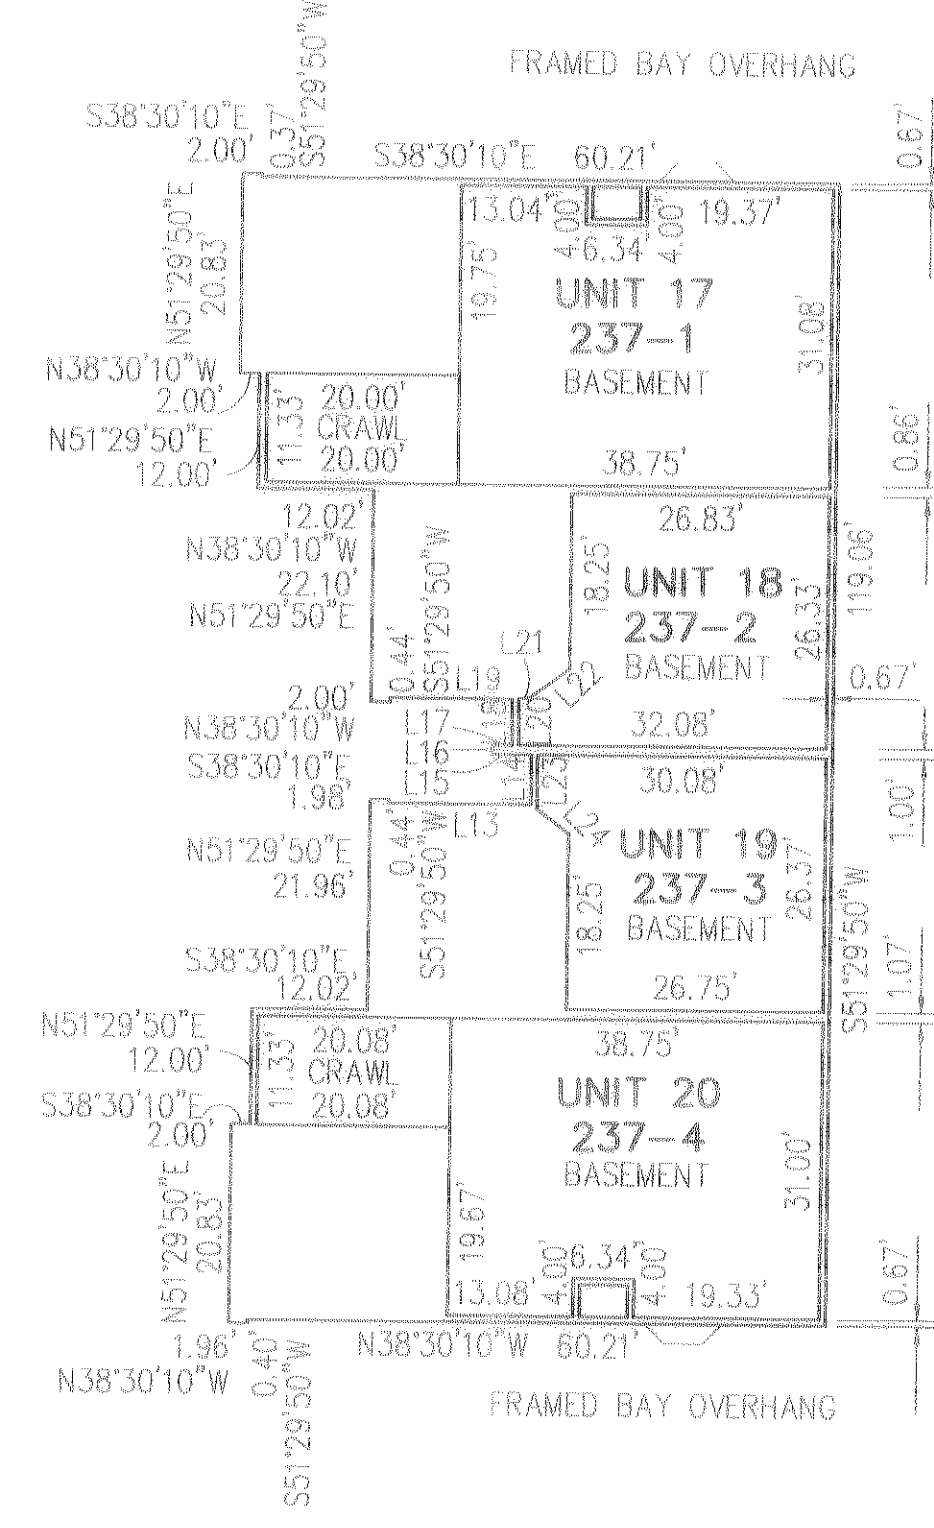 FRAMED BAY OVERHANG
S38°30'10"E
2.00'
0.37'
S51°29'50"W
S38°30'10"E 60.21'
0.67'
N51°29'50"E
20.83'
13.04'
4.00'
6.34'
4.00'
19.37'
19.75'
UNIT 17
237-1
BASEMENT
31.08'
N38°30'10"W
2.00'
N51°29'50"E
12.00'
11.33'
20.00'
CRAWL
20.00'
38.75'
0.86'
12.02'
N38°30'10"W
22.10'
N51°29'50"E
26.83'
18.25'
UNIT 18
237-2
BASEMENT
26.33'
119.06'
0.44'
S51°29'50"W
L21
L19
L22
0.67'
2.00'
N38°30'10"W
L17
L18
L20
32.08'
L16
S38°30'10"E
1.98'
L15
L14
L23
30.08'
1.00'
L13
L24
0.44'
S51°29'50"W
N51°29'50"E
21.96'
UNIT 19
237-3
BASEMENT
26.37'
18.25'
S51°29'50"W
S38°30'10"E
12.02'
26.75'
1.07'
N51°29'50"E
12.00'
11.33'
20.08'
CRAWL
20.08'
38.75'
S38°30'10"E
2.00'
UNIT 20
237-4
BASEMENT
31.00'
N51°29'50"E
20.83'
19.67'
13.08'
4.00'
6.34'
4.00'
19.33'
0.67'
1.96'
N38°30'10"W
0.40'
S51°29'50"W
N38°30'10"W 60.21'
FRAMED BAY OVERHANG